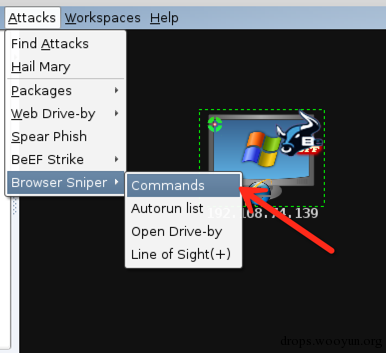 Attacks Workspaces Help
Find Attacks
Hail Mary
Packages
Web Drive-by
Spear Phish
BeEF Strike
Browser Sniper
Commands
Autorun list
Open Drive-by
Line of Sight(+)
192.168.74.139
drops.wooyun.org